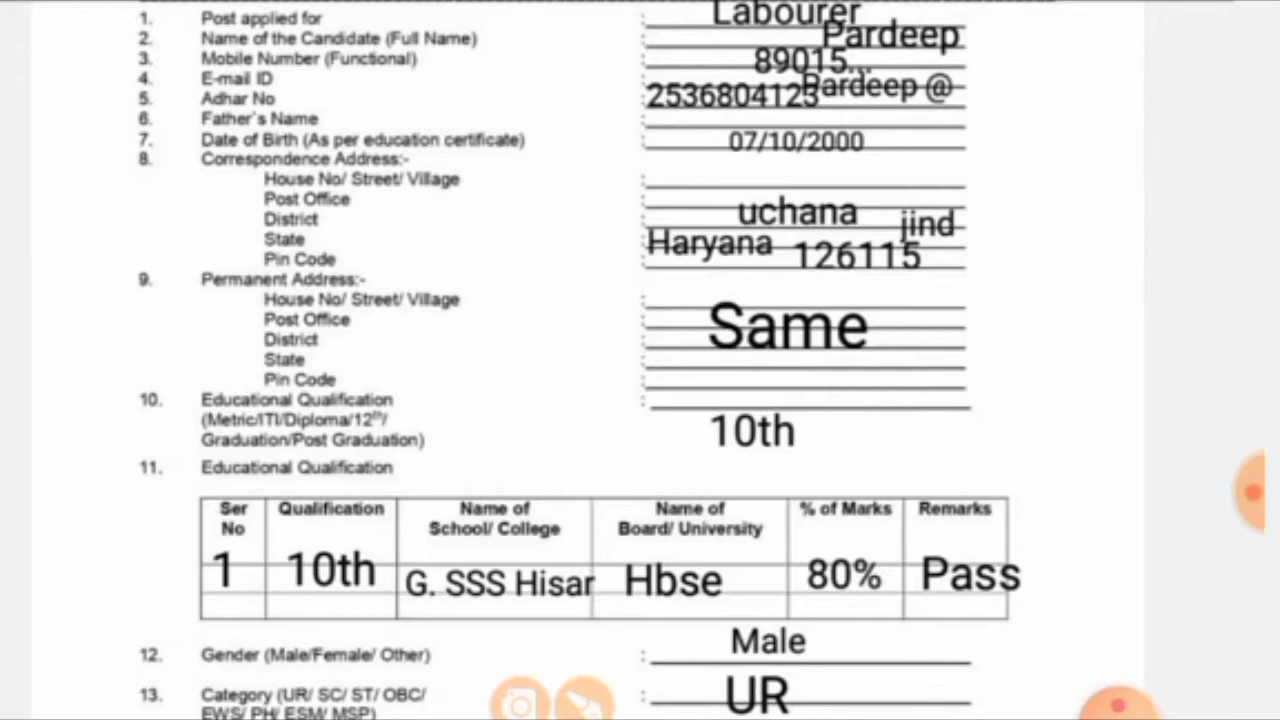 1. Post applied for : Labourer
2. Name of the Candidate (Full Name) Pardeep
3. Mobile Number (Functional) 89015...
4. E-mail ID Pardeep @
5. Adhar No 2536804123
6. Father's Name
7. Date of Birth (As per education certificate) : 07/10/2000
8. Correspondence Address:-
House No/ Street/ Village :
Post Office
District uchana jind
State Haryana
Pin Code : 126115
9. Permanent Address:-
House No/ Street/ Village
Post Office Same
District
State
Pin Code
10. Educational Qualification :
(Metric/ITI/Diploma/12th/
Graduation/Post Graduation) 10th
11. Educational Qualification
Ser No Qualification Name of School/ College Name of Board/ University % of Marks Remarks
1 10th G. SSS Hisar Hbse 80% Pass
12. Gender (Male/Female/ Other) : Male
13. Category (UR/ SC/ ST/ OBC/ : UR
EWS/ PH/ ESM/ MSP)